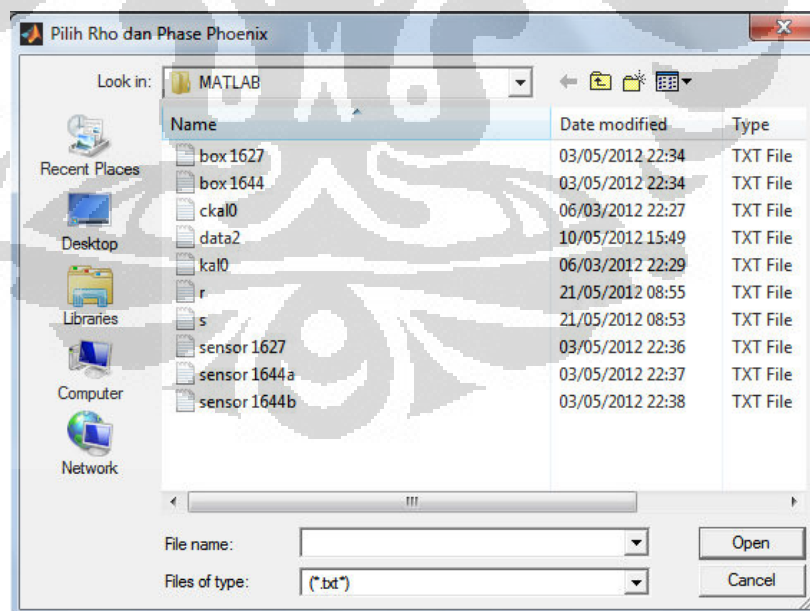 Pilih Rho dan Phase Phoenix
Look in: MATLAB
Name Date modified Type
box 1627 03/05/2012 22:34 TXT File
box 1644 03/05/2012 22:34 TXT File
ckal0 06/03/2012 22:27 TXT File
data2 10/05/2012 15:49 TXT File
kal0 06/03/2012 22:29 TXT File
r 21/05/2012 08:55 TXT File
s 21/05/2012 08:53 TXT File
sensor 1627 03/05/2012 22:36 TXT File
sensor 1644a 03/05/2012 22:37 TXT File
sensor 1644b 03/05/2012 22:38 TXT File
Recent Places
Desktop
Libraries
Computer
Network
File name:
Open
Files of type: (*.txt*)
Cancel